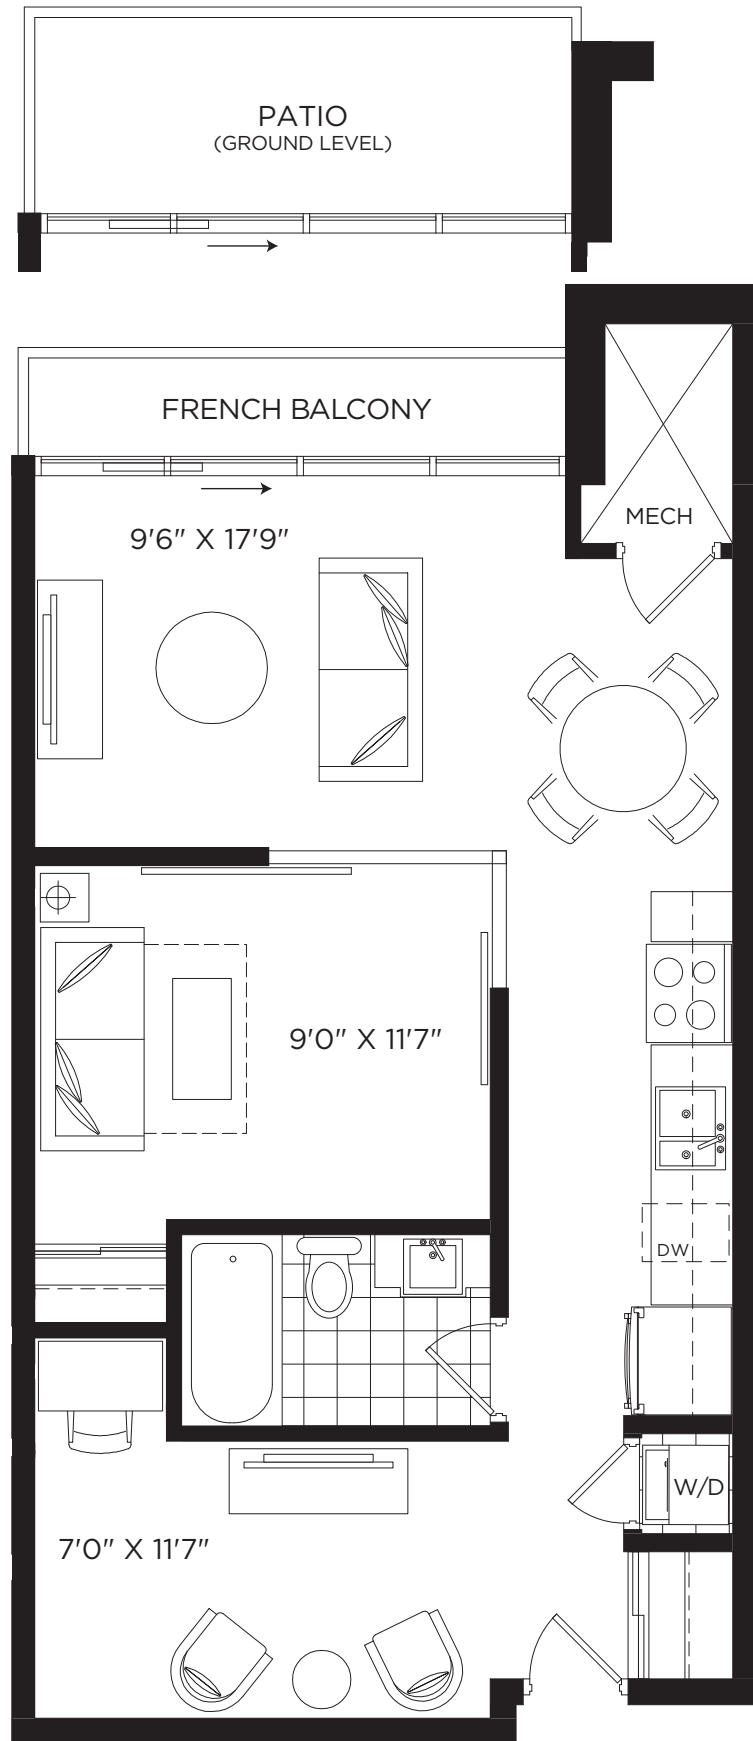 PATIO
(GROUND LEVEL)
FRENCH BALCONY
MECH
9'6" X 17'9"
9'0" X 11'7"
DW
W/D
7'0" X 11'7"